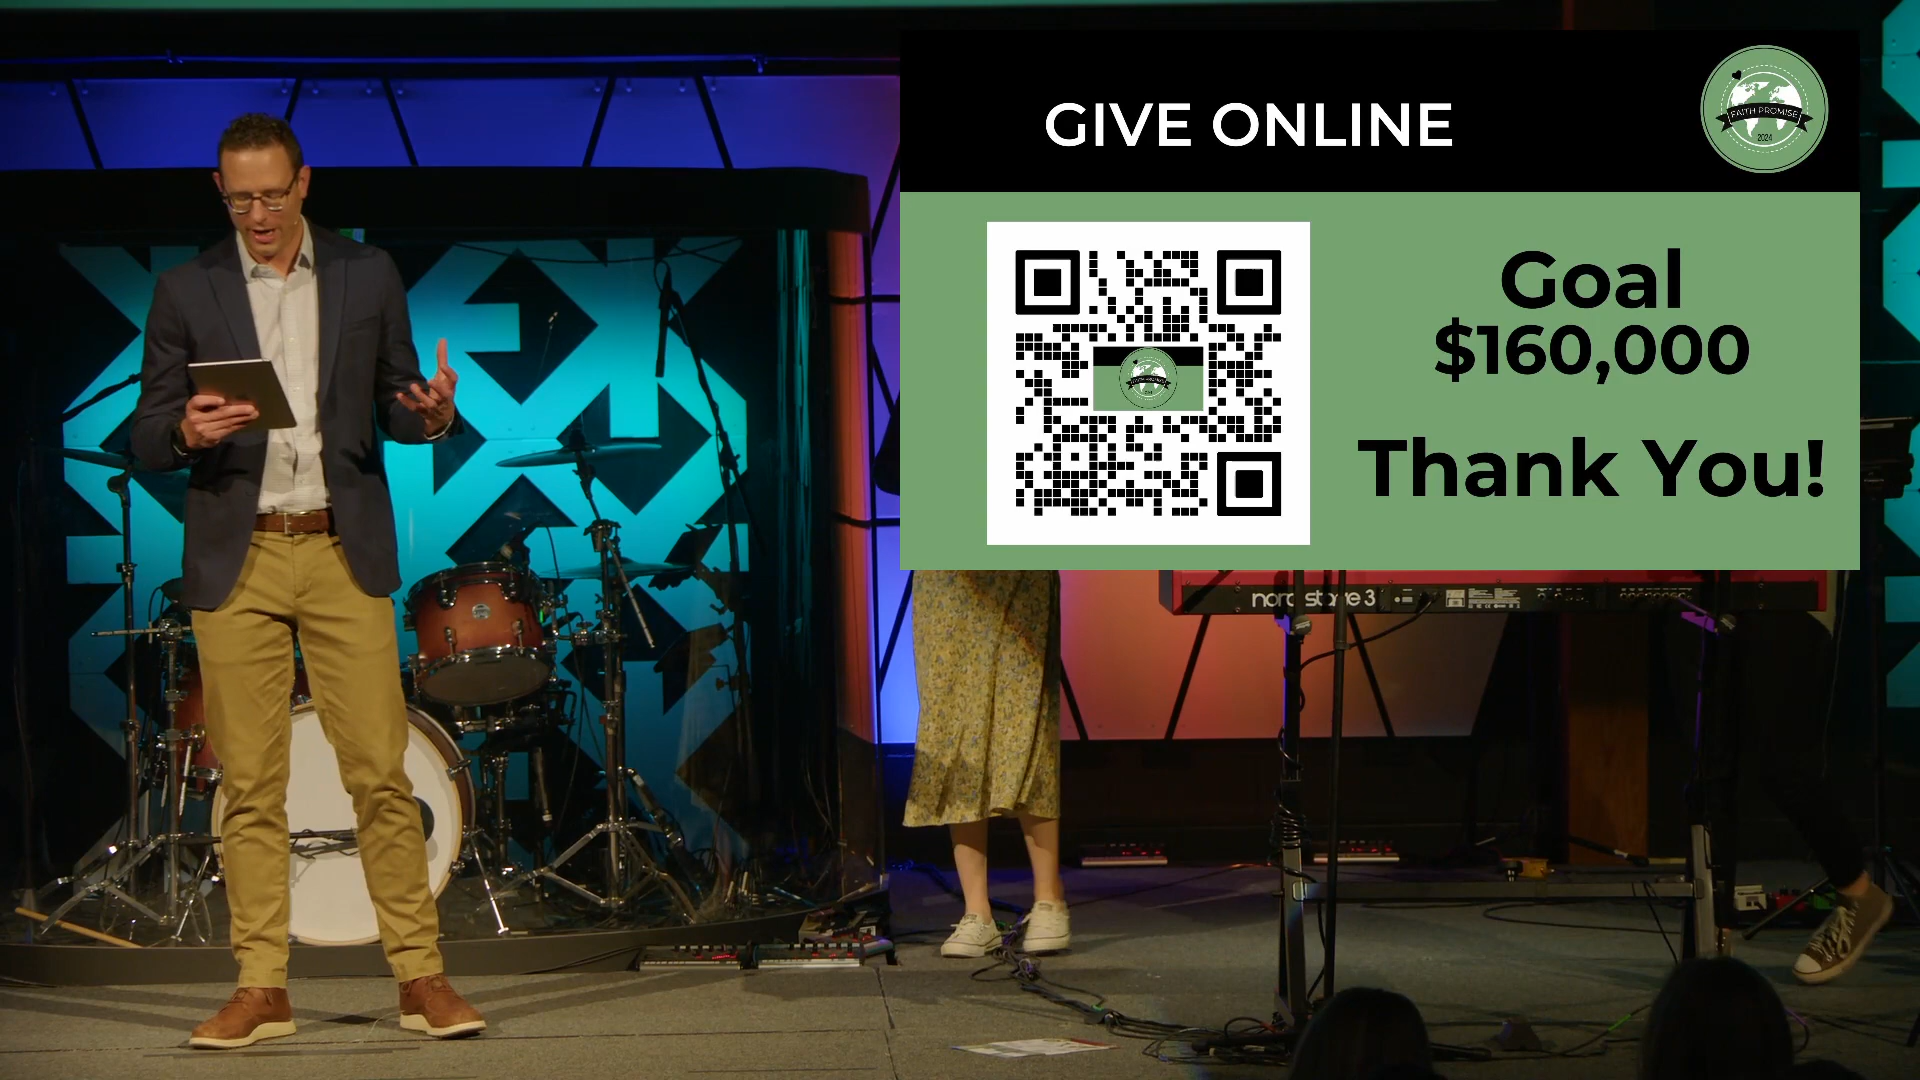 GIVE ONLINE
FAITH PROMISE
2024
Goal
$160,000
Thank You!
nord stage 3